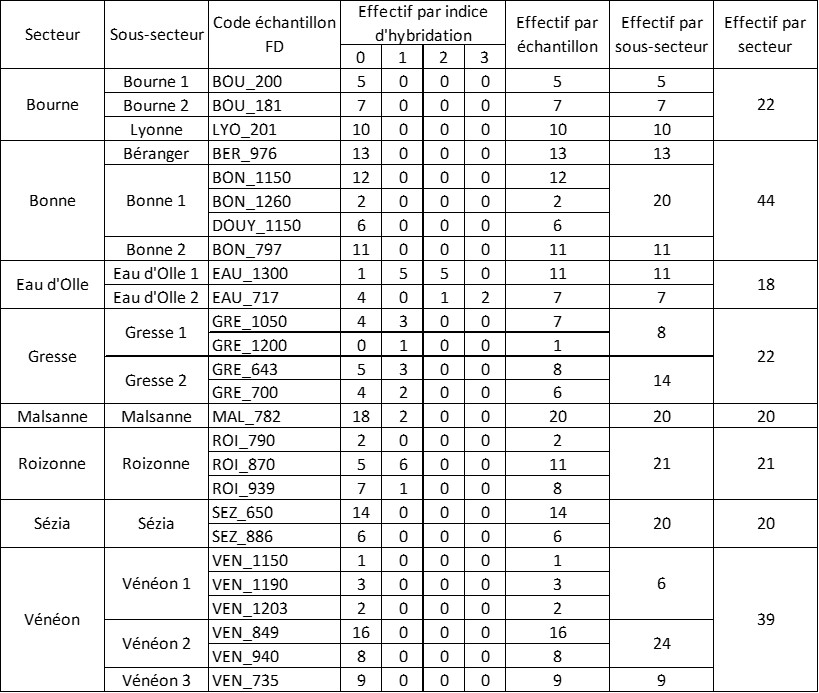 Secteur Sous-secteur Code échantillon FD Effectif par indice d'hybridation Effectif par échantillon Effectif par sous-secteur Effectif par secteur
0 1 2 3
Bourne Bourne 1 BOU_200 5 0 0 0 5 5 22
Bourne 2 BOU_181 7 0 0 0 7 7
Lyonne LYO_201 10 0 0 0 10 10
Bonne Béranger BER_976 13 0 0 0 13 13 44
Bonne 1 BON_1150 12 0 0 0 12 20
BON_1260 2 0 0 0 2
DOUY_1150 6 0 0 0 6
Bonne 2 BON_797 11 0 0 0 11 11
Eau d'Olle Eau d'Olle 1 EAU_1300 1 5 5 0 11 11 18
Eau d'Olle 2 EAU_717 4 0 1 2 7 7
Gresse Gresse 1 GRE_1050 4 3 0 0 7 8 22
GRE_1200 0 1 0 0 1
Gresse 2 GRE_643 5 3 0 0 8 14
GRE_700 4 2 0 0 6
Malsanne Malsanne MAL_782 18 2 0 0 20 20 20
Roizonne Roizonne ROI_790 2 0 0 0 2 21 21
ROI_870 5 6 0 0 11
ROI_939 7 1 0 0 8
Sézia Sézia SEZ_650 14 0 0 0 14 20 20
SEZ_886 6 0 0 0 6
Vénéon Vénéon 1 VEN_1150 1 0 0 0 1 6 39
VEN_1190 3 0 0 0 3
VEN_1203 2 0 0 0 2
Vénéon 2 VEN_849 16 0 0 0 16 24
VEN_940 8 0 0 0 8
Vénéon 3 VEN_735 9 0 0 0 9 9